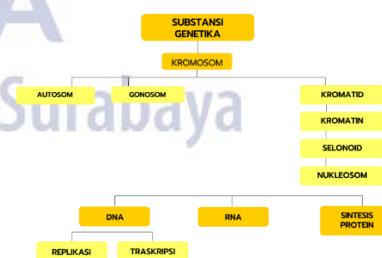 A
Surabaya
SUBSTANSI
GENETIKA
KROMOSOM
AUTOSOM
GONOSOM
KROMATID
KROMATIN
SELONOID
NUKLEOSOM
DNA
RNA
SINTESIS
PROTEIN
REPLIKASI
TRASKRIPSI